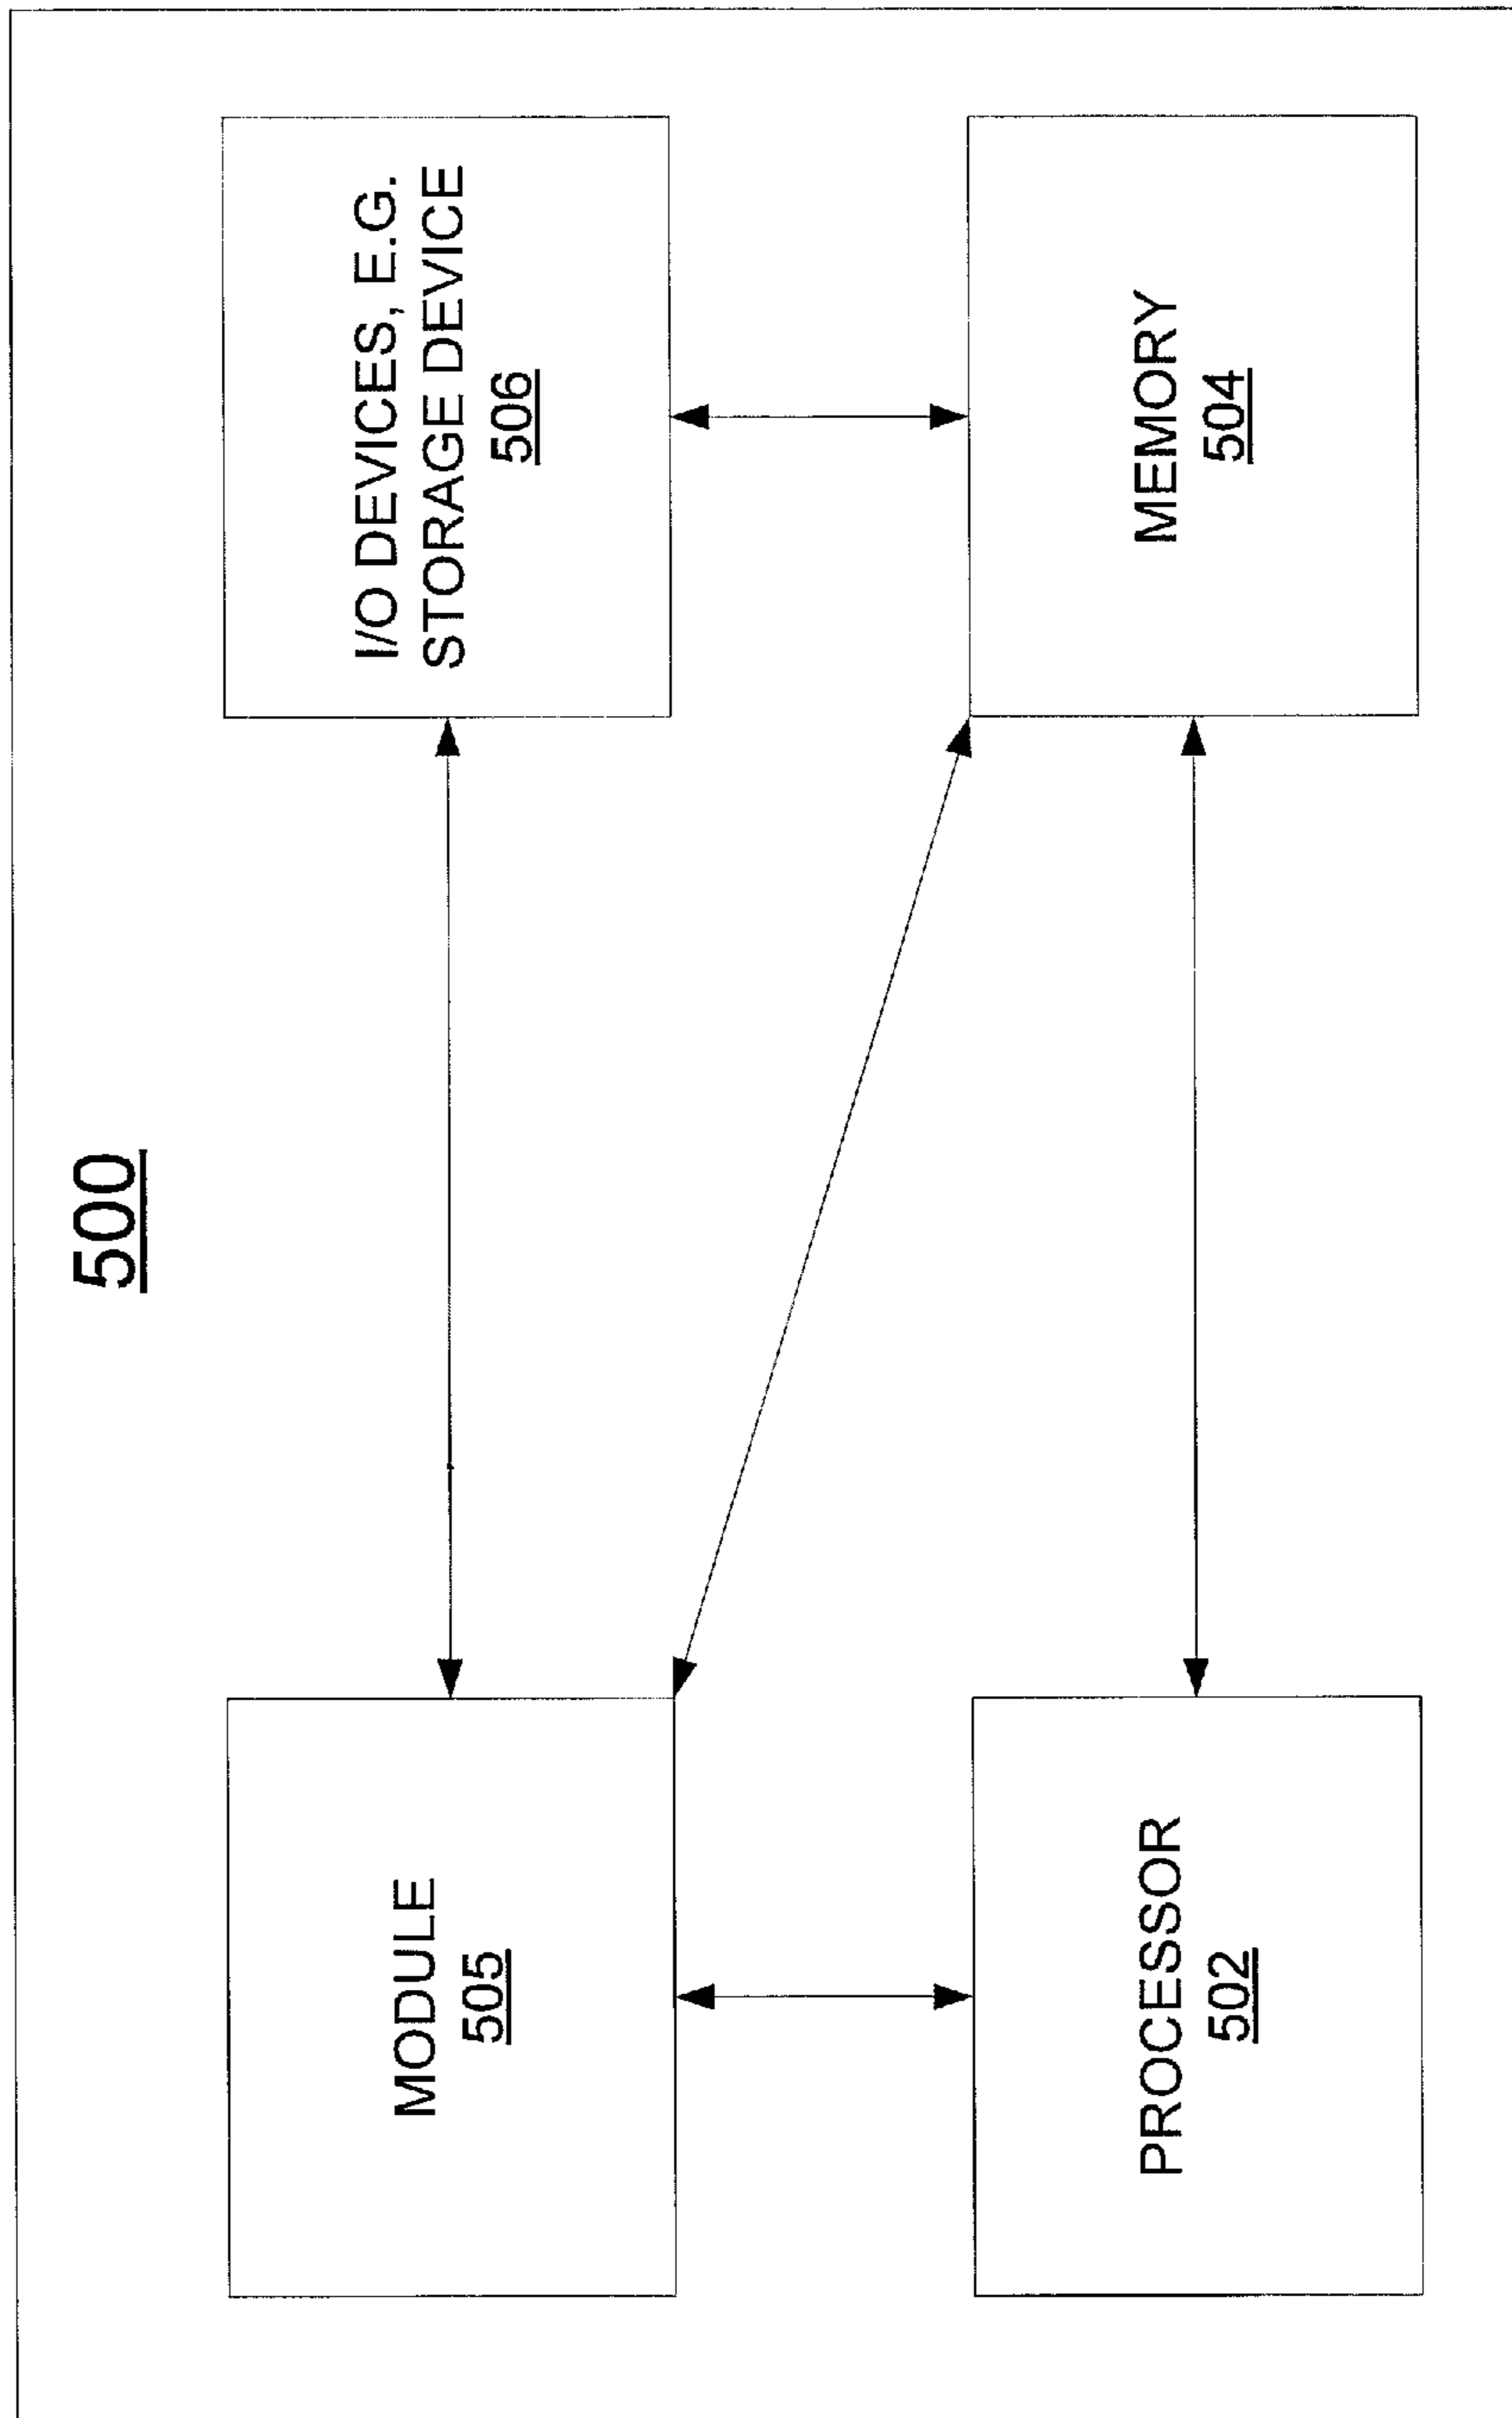 500
MODULE
505
I/O DEVICES, E.G.
STORAGE DEVICE
506
PROCESSOR
502
MEMORY
504